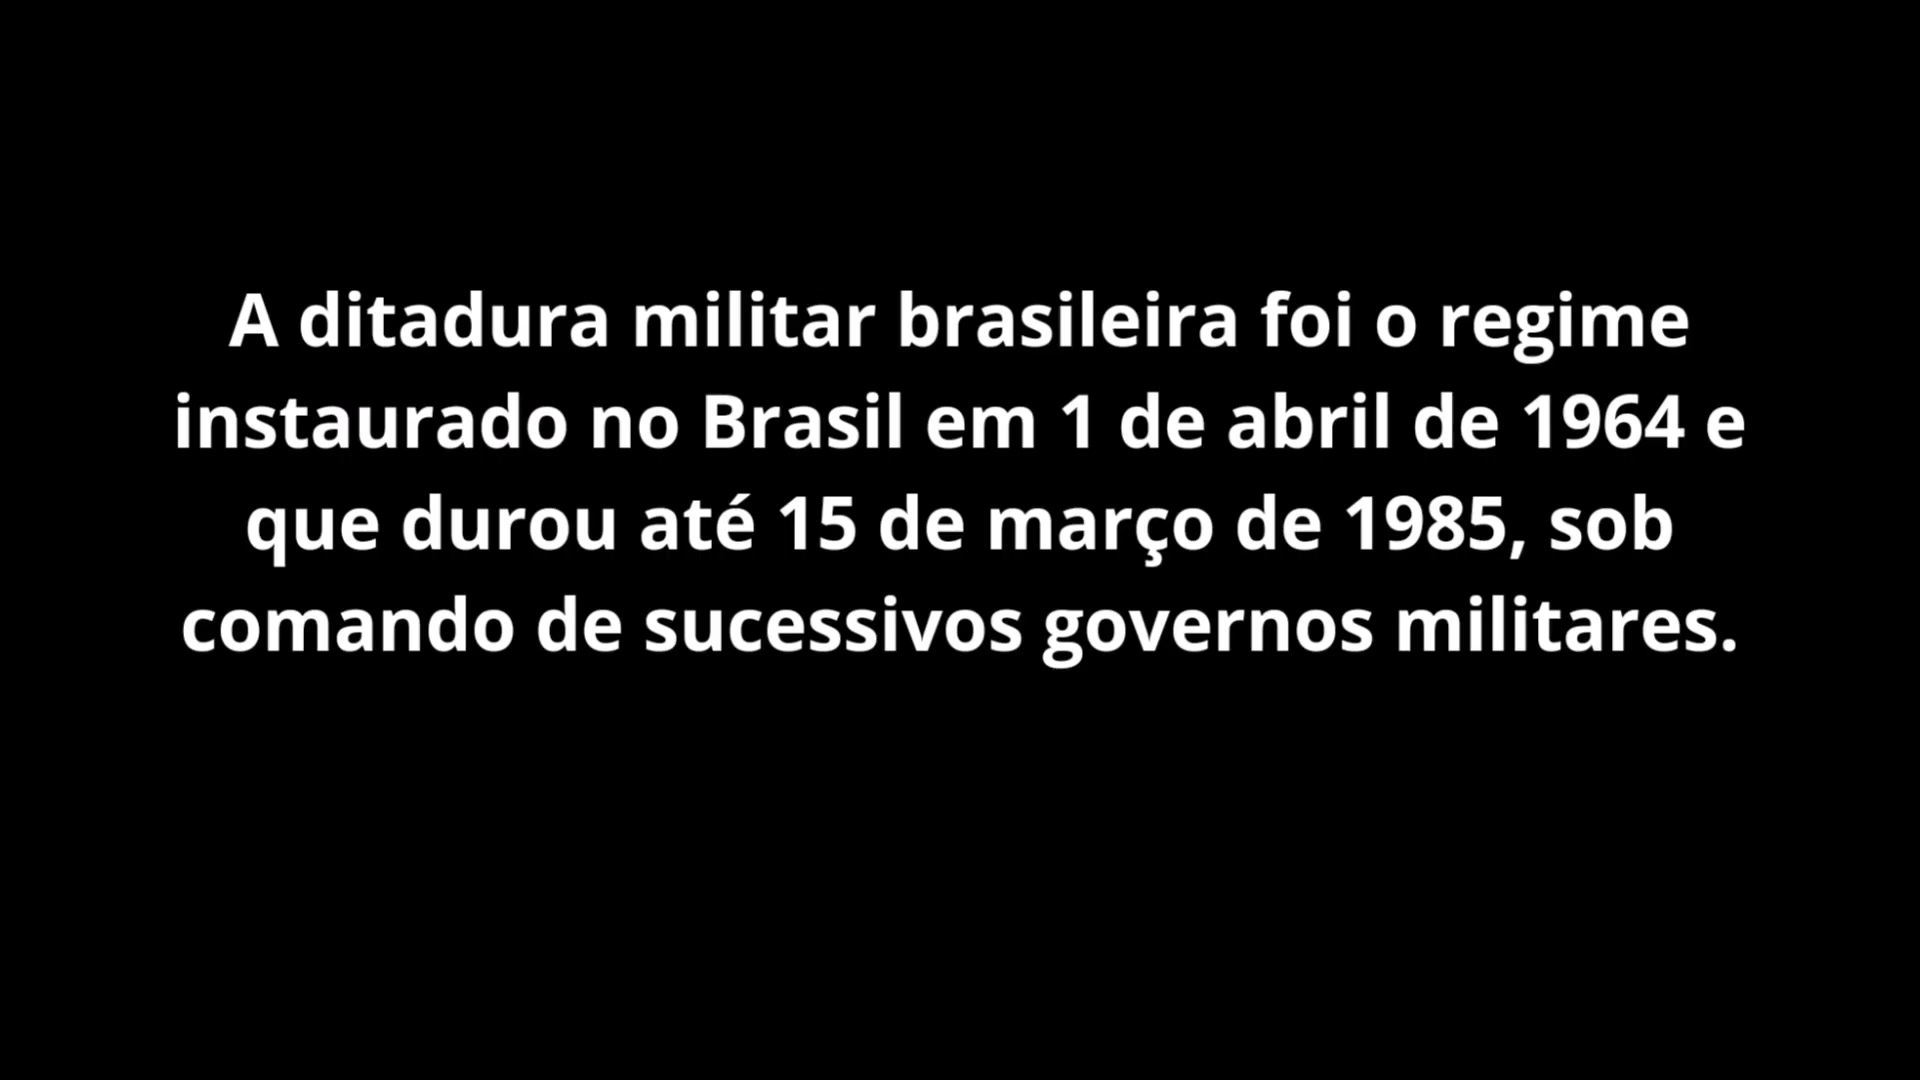 A ditadura militar brasileira foi o regime
instaurado no Brasil em 1 de abril de 1964 e
que durou até 15 de março de 1985, sob
comando de sucessivos governos militares.